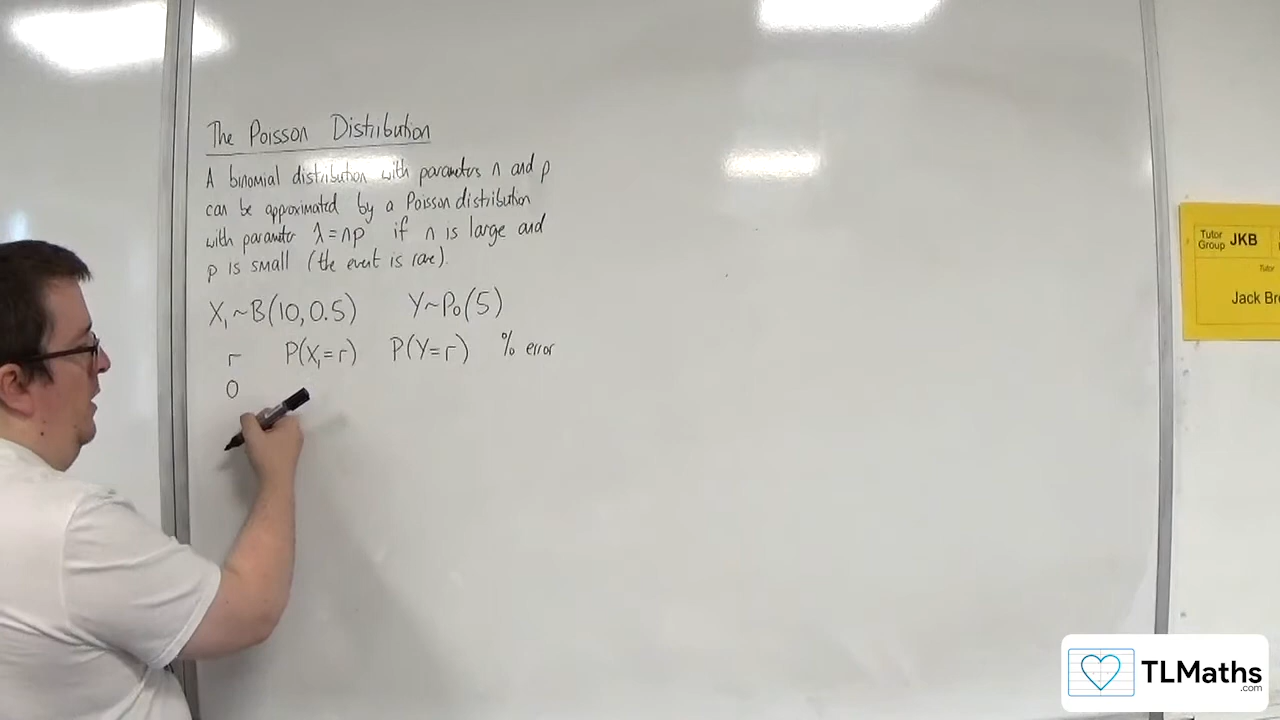 The Poisson Distribution
A binomial distribution with parameters n and p
can be approximated by a Poisson distribution
with parameter λ=np if n is large and
p is small (the event is rare).
X₁~B(10,0.5) Y~Po(5)
r P(X₁=r) P(Y=r) % error
0
Tutor
Group JKB
Tutor
Jack Br
TLMaths
.com